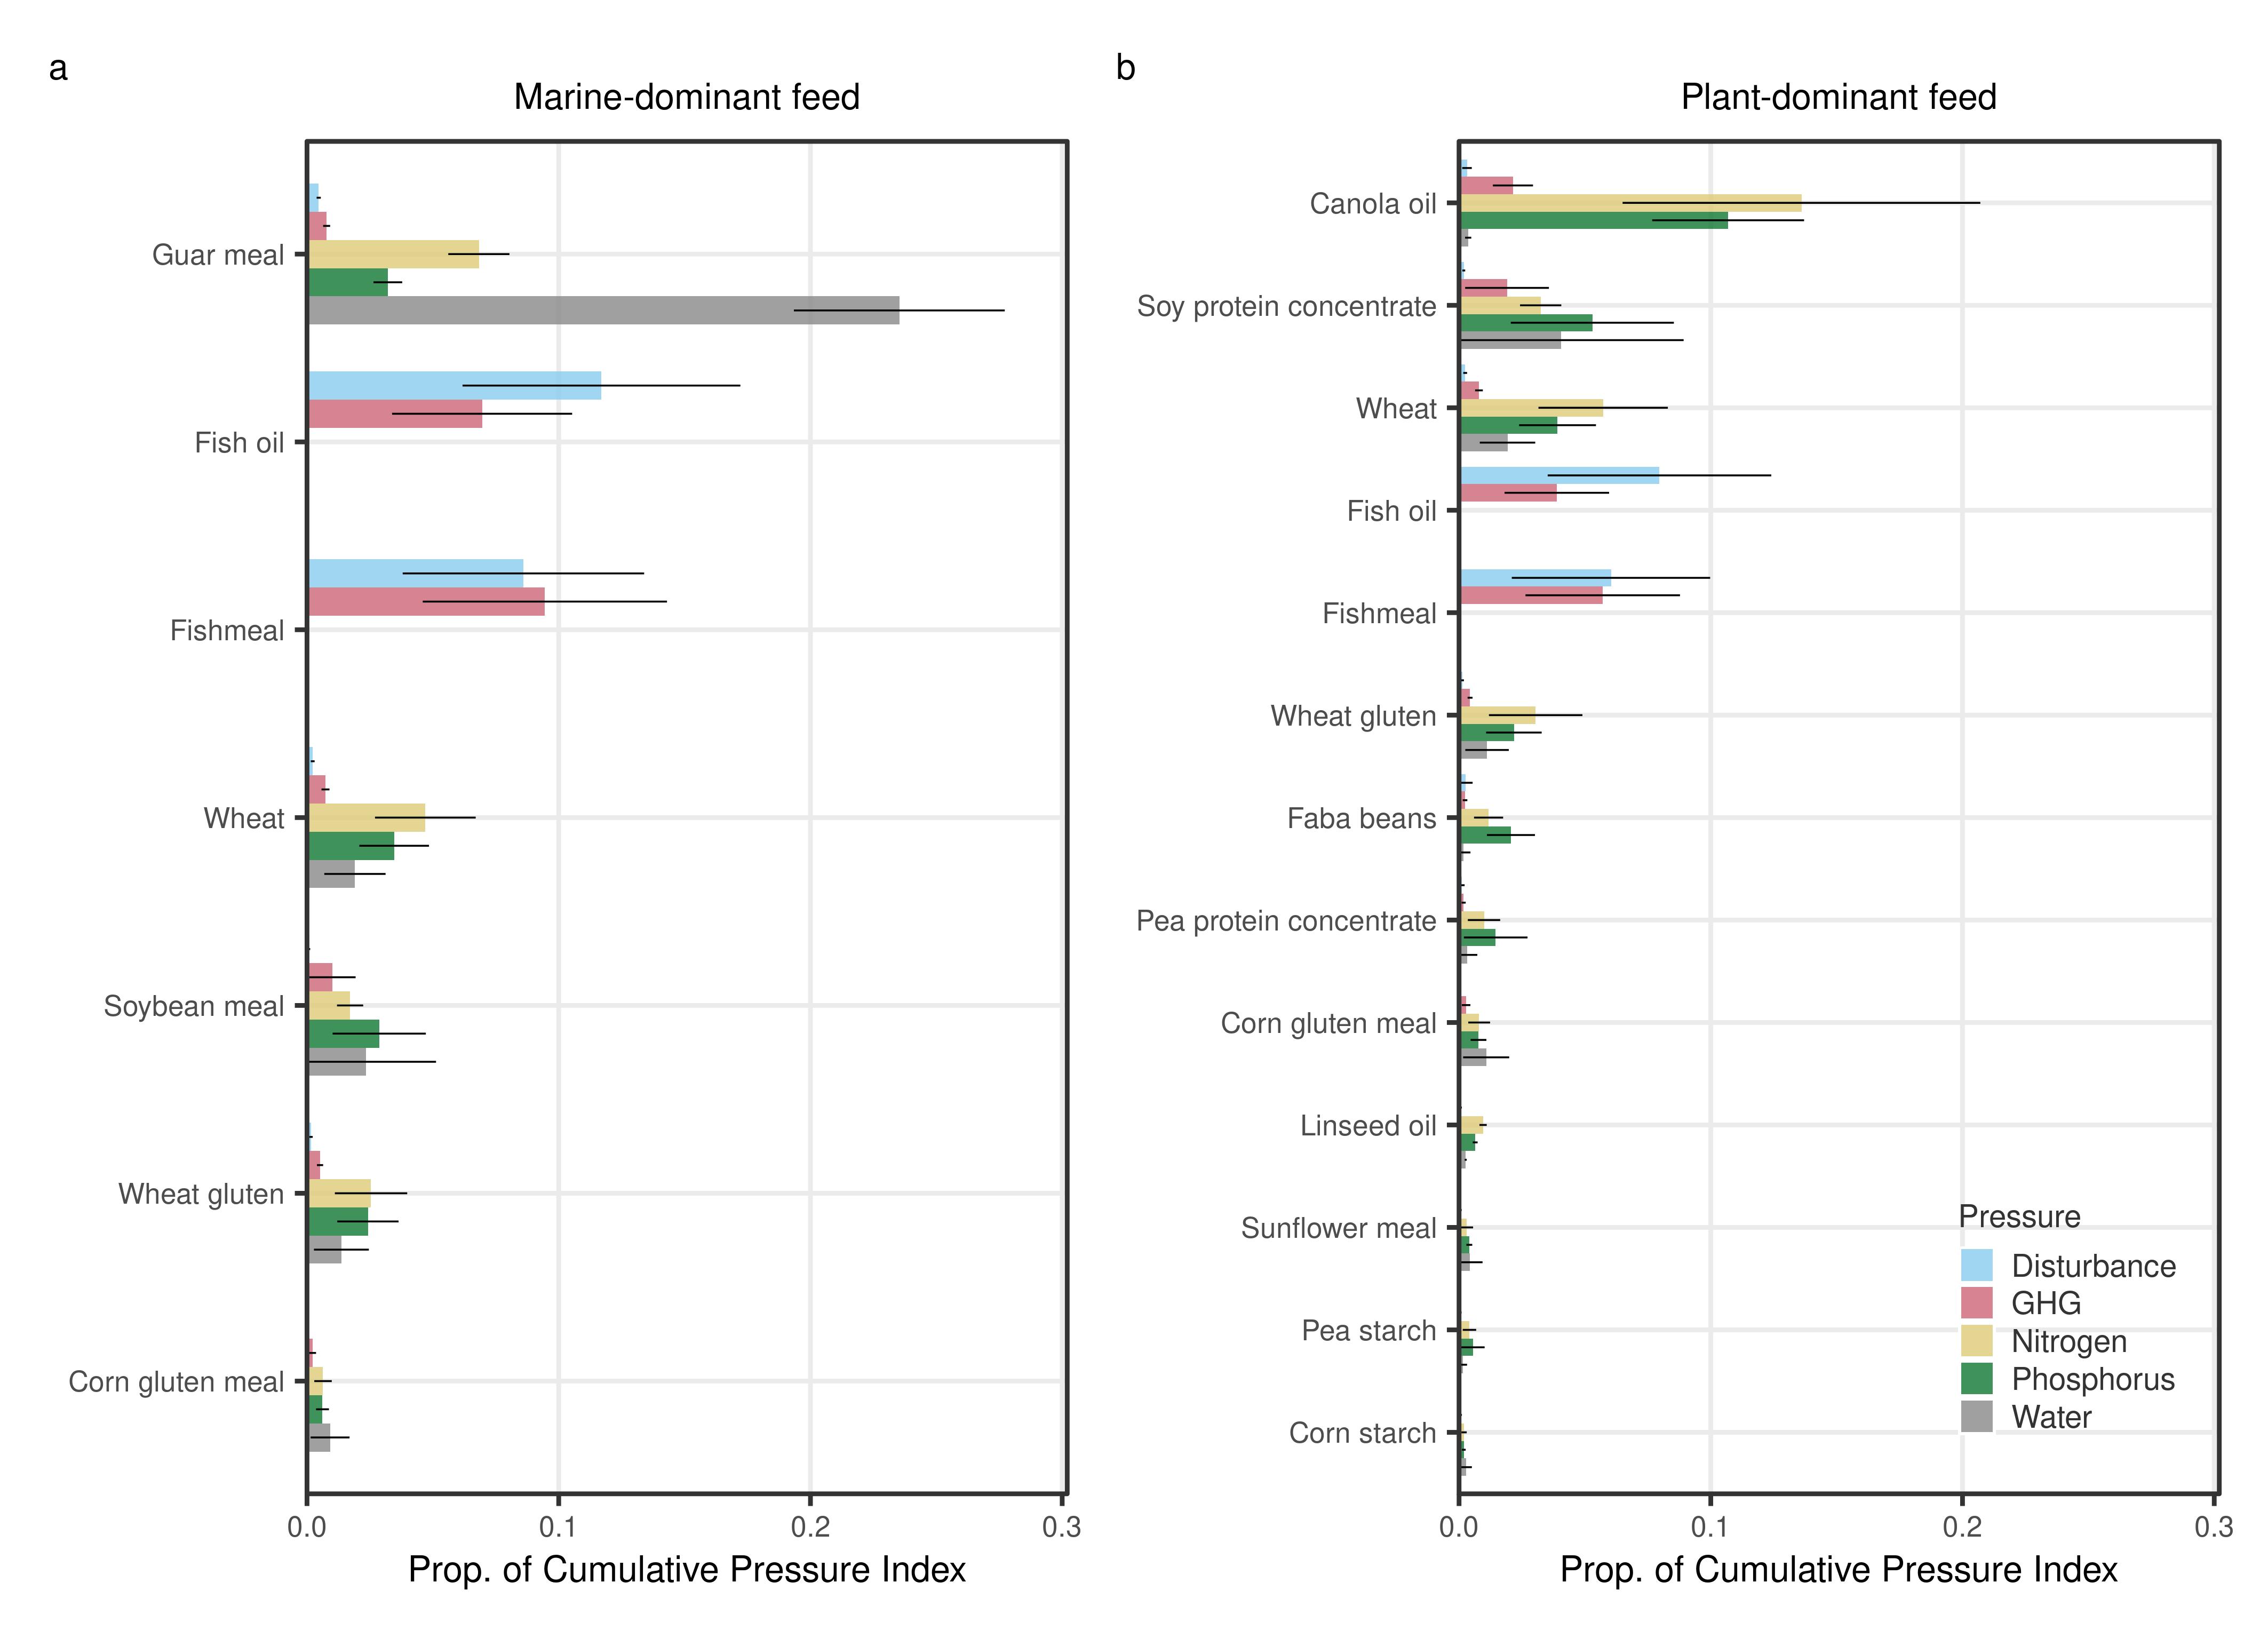 a
Marine-dominant feed
Guar meal
Fish oil
Fishmeal
Wheat
Soybean meal
Wheat gluten
Corn gluten meal
0.0 0.1 0.2 0.3
Prop. of Cumulative Pressure Index
b
Plant-dominant feed
Canola oil
Soy protein concentrate
Wheat
Fish oil
Fishmeal
Wheat gluten
Faba beans
Pea protein concentrate
Corn gluten meal
Linseed oil
Sunflower meal
Pea starch
Corn starch
Pressure
Disturbance
GHG
Nitrogen
Phosphorus
Water
0.0 0.1 0.2 0.3
Prop. of Cumulative Pressure Index